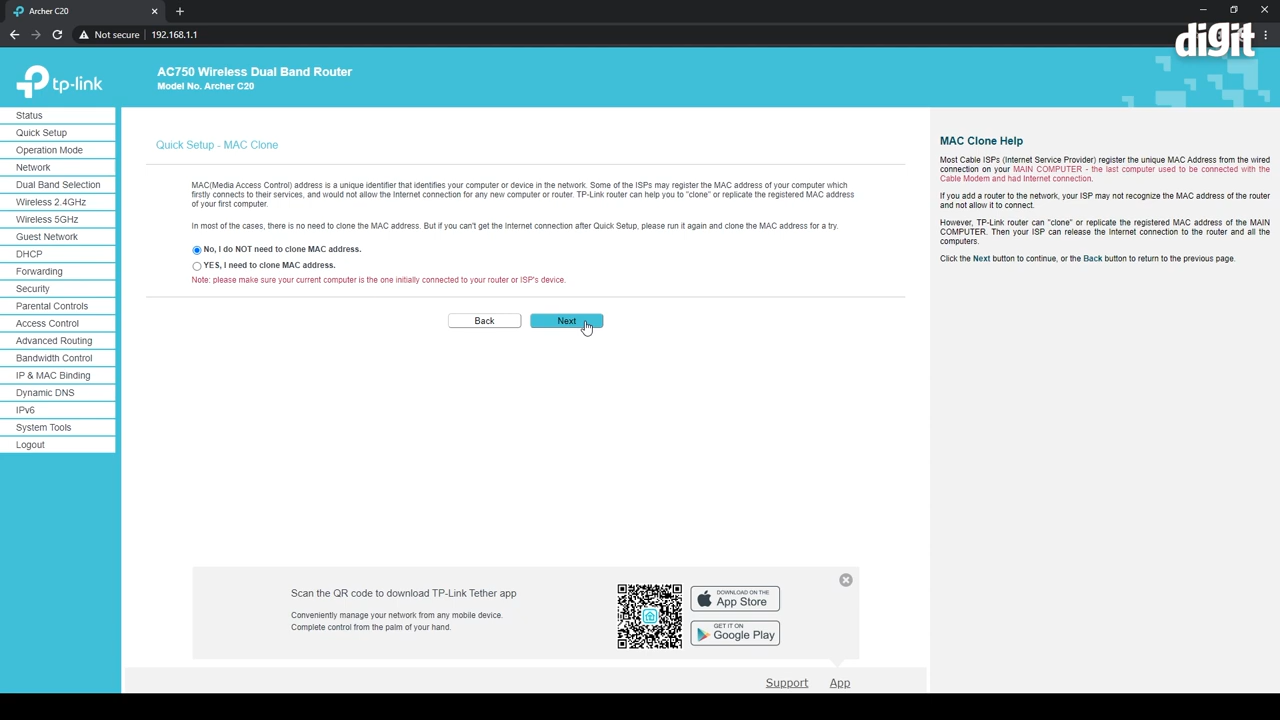 Archer C20
Not secure
192.168.1.1
digit
tp-link
AC750 Wireless Dual Band Router
Model No. Archer C20
Status
Quick Setup
Operation Mode
Network
Dual Band Selection
Wireless 2.4GHz
Wireless 5GHz
Guest Network
DHCP
Forwarding
Security
Parental Controls
Access Control
Advanced Routing
Bandwidth Control
IP & MAC Binding
Dynamic DNS
IPv6
System Tools
Logout
Quick Setup - MAC Clone
MAC(Media Access Control) address is a unique identifier that identifies your computer or device in the network. Some of the ISPs may register the MAC address of your computer which
firstly connects to their services, and would not allow the Internet connection for any new computer or router. TP-Link router can help you to "clone" or replicate the registered MAC address
of your first computer.
In most of the cases, there is no need to clone the MAC address. But if you can't get the Internet connection after Quick Setup, please run it again and clone the MAC address for a try.
No, I do NOT need to clone MAC address.
YES, I need to clone MAC address.
Note: please make sure your current computer is the one initially connected to your router or ISP's device.
Back
Next
MAC Clone Help
Most Cable ISPs (Internet Service Provider) register the unique MAC Address from the wired
connection on your MAIN COMPUTER - the last computer used to be connected with the
Cable Modem and had Internet connection.
If you add a router to the network, your ISP may not recognize the MAC address of the router
and not allow it to connect.
However, TP-Link router can "clone" or replicate the registered MAC address of the MAIN
COMPUTER. Then your ISP can release the Internet connection to the router and all the
computers.
Click the Next button to continue, or the Back button to return to the previous page.
Scan the QR code to download TP-Link Tether app
Conveniently manage your network from any mobile device.
Complete control from the palm of your hand.
DOWNLOAD ON THE
App Store
GET IT ON
Google Play
Support
App